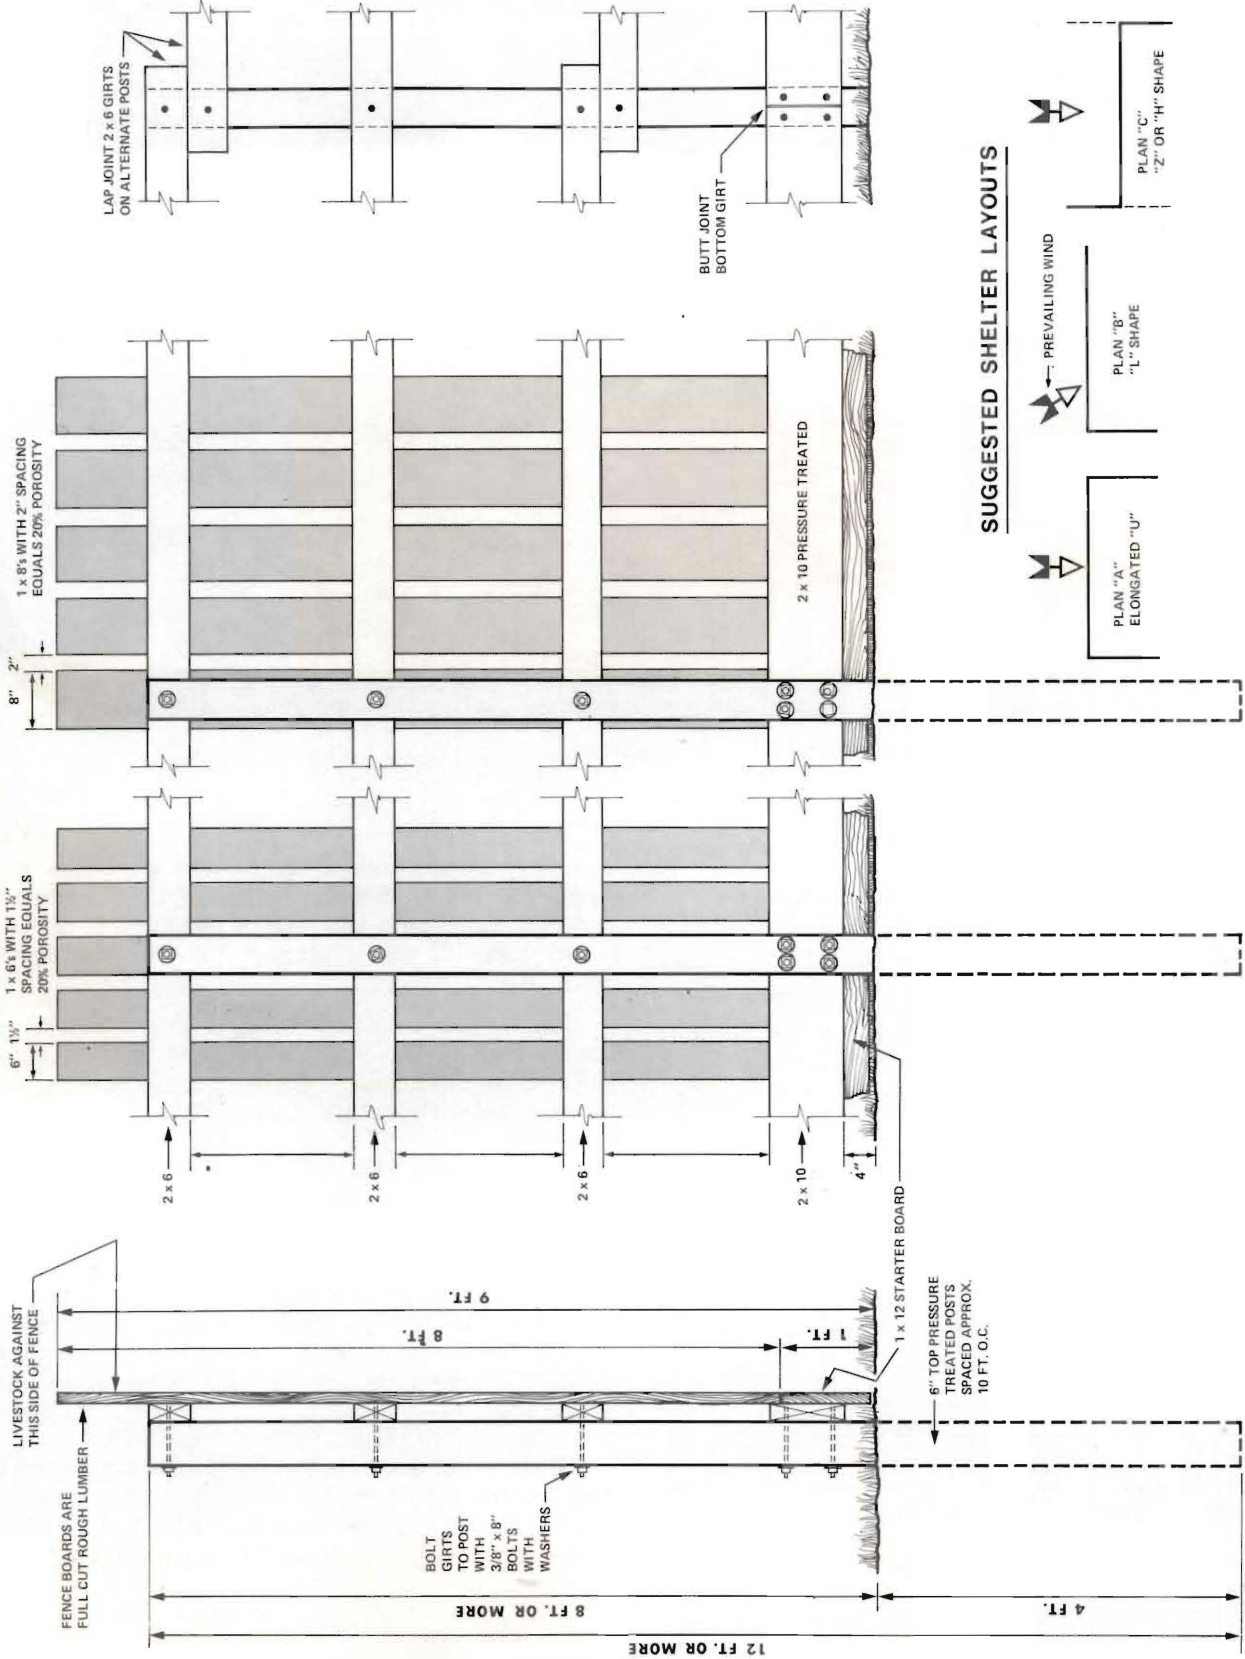 LAP JOINT 2 x 6 GIRTS
ON ALTERNATE POSTS
BUTT JOINT
BOTTOM GIRT
1 x 8's WITH 2" SPACING
EQUALS 20% POROSITY
8" 2"
2 x 10 PRESSURE TREATED
1 x 6's WITH 1½"
SPACING EQUALS
20% POROSITY
6" 1½"
2 x 6
2 x 6
2 x 6
2 x 10
4"
1 x 12 STARTER BOARD
LIVESTOCK AGAINST
THIS SIDE OF FENCE
FENCE BOARDS ARE
FULL CUT ROUGH LUMBER
BOLT
GIRTS
TO POST
WITH
3/8" x 8"
BOLTS
WITH
WASHERS
9 FT.
8 FT.
1 FT.
6" TOP PRESSURE
TREATED POSTS
SPACED APPROX.
10 FT. O.C.
8 FT. OR MORE
4 FT.
12 FT. OR MORE
SUGGESTED SHELTER LAYOUTS
PREVAILING WIND
PLAN "A"
ELONGATED "U"
PLAN "B"
"L" SHAPE
PLAN "C"
"Z" OR "H" SHAPE